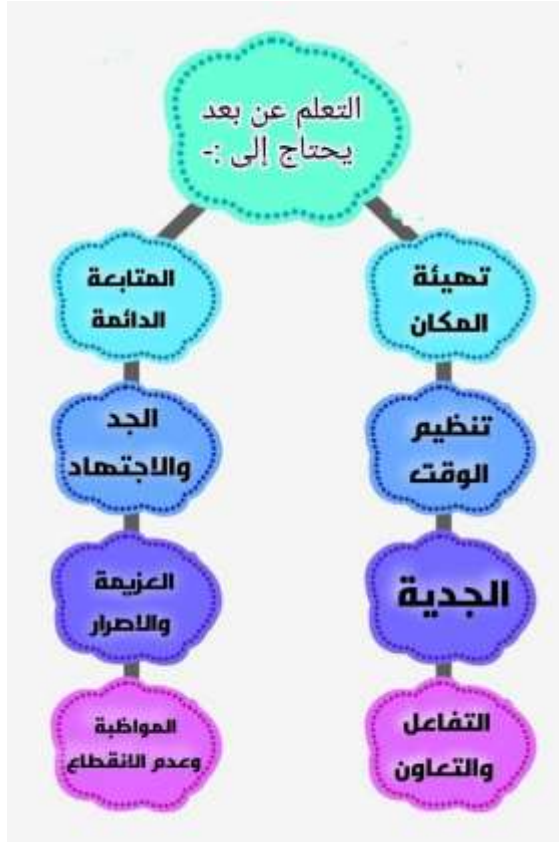 التعلم عن بعد
يحتاج إلى :-
تهيئة
المكان
تنظيم
الوقت
الجدية
التفاعل
والتعاون
المتابعة
الدائمة
الجد
والاجتهاد
العزيمة
والاصرار
المواظبة
وعدم الانقطاع